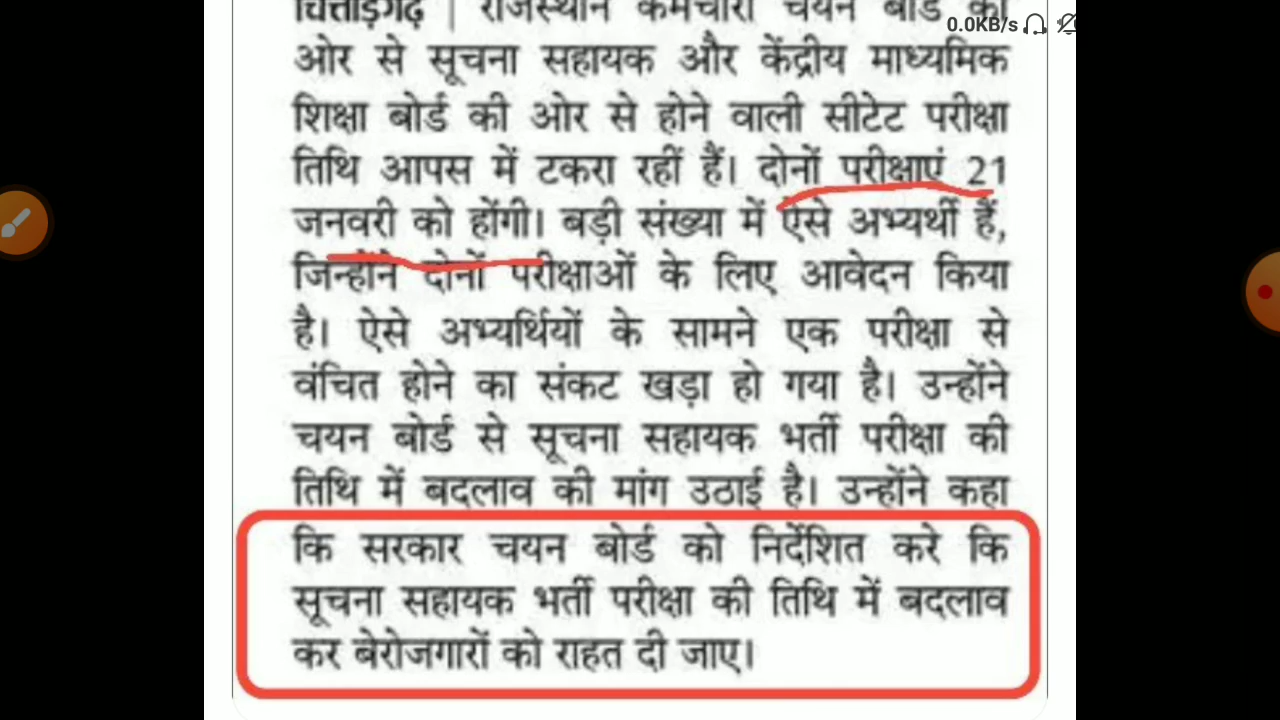 चित्तौड़गढ़ | राजस्थान कर्मचारी चयन बोर्ड की
0.0KB/s
ओर से सूचना सहायक और केंद्रीय माध्यमिक
शिक्षा बोर्ड की ओर से होने वाली सीटेट परीक्षा
तिथि आपस में टकरा रहीं हैं। दोनों परीक्षाएं 21
जनवरी को होंगी। बड़ी संख्या में ऐसे अभ्यर्थी हैं,
जिन्होंने दोनों परीक्षाओं के लिए आवेदन किया
है। ऐसे अभ्यर्थियों के सामने एक परीक्षा से
वंचित होने का संकट खड़ा हो गया है। उन्होंने
चयन बोर्ड से सूचना सहायक भर्ती परीक्षा की
तिथि में बदलाव की मांग उठाई है। उन्होंने कहा
कि सरकार चयन बोर्ड को निर्देशित करे कि
सूचना सहायक भर्ती परीक्षा की तिथि में बदलाव
कर बेरोजगारों को राहत दी जाए।